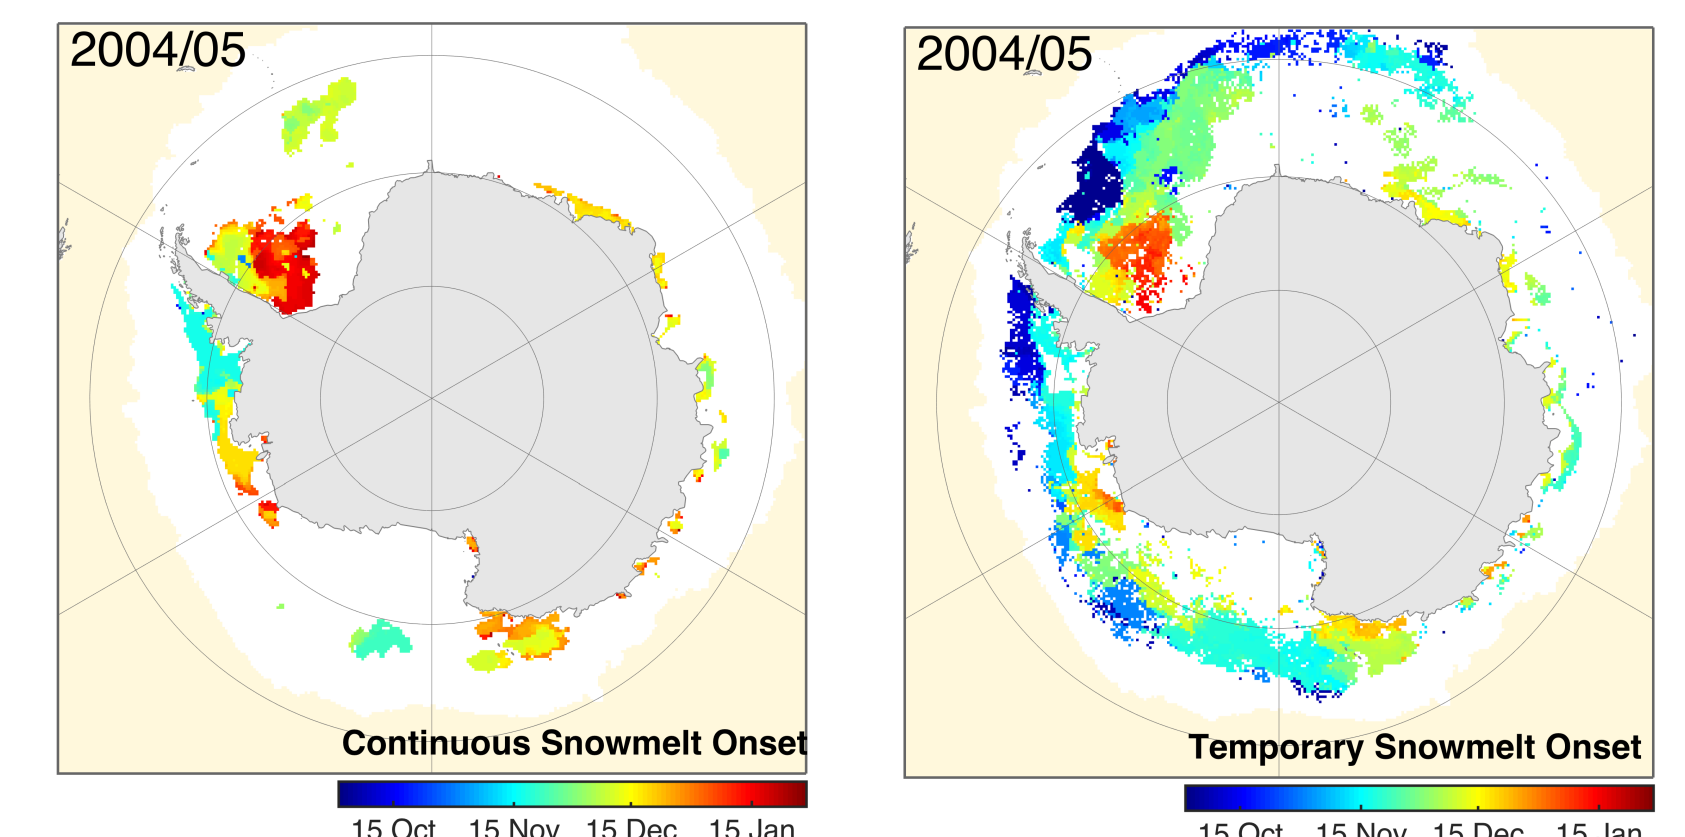 2004/05
Continuous Snowmelt Onset
15 Oct 15 Nov 15 Dec 15 Jan
2004/05
Temporary Snowmelt Onset
15 Oct 15 Nov 15 Dec 15 Jan